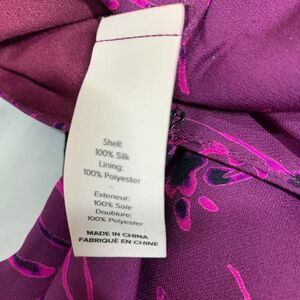 Shell:
100% Silk
Lining:
100% Polyester
–
Exterieur:
100% Soie
Doublure:
100% Polyester
MADE IN CHINA
FABRIQUÉ EN CHINE